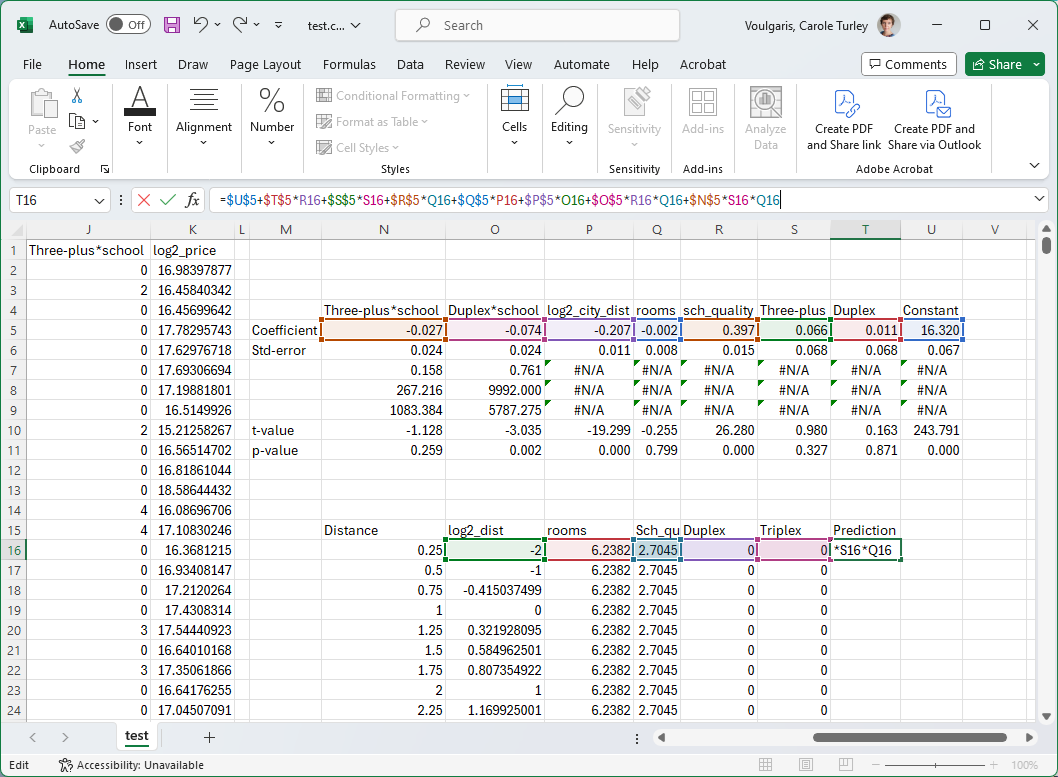 AutoSave Off test.c... Search Voulgaris, Carole Turley
File Home Insert Draw Page Layout Formulas Data Review View Automate Help Acrobat Comments Share
Paste Font Alignment Number Conditional Formatting Format as Table Cell Styles Cells Editing Sensitivity Add-ins Analyze Data Create PDF and Share link Create PDF and Share via Outlook
Clipboard Styles Sensitivity Add-ins Adobe Acrobat
T16 fx =$U$5+$T$5*R16+$S$5*S16+$R$5*Q16+$Q$5*P16+$P$5*O16+$O$5*R16*Q16+$N$5*S16*Q16
J K L M N O P Q R S T U V
1 Three-plus*school log2_price
2 0 16.98397877
3 2 16.45840342
4 0 16.45699642 Three-plus*school Duplex*school log2_city_dist rooms sch_quality Three-plus Duplex Constant
5 0 17.78295743 Coefficient -0.027 -0.074 -0.207 -0.002 0.397 0.066 0.011 16.320
6 0 17.62976718 Std-error 0.024 0.024 0.011 0.008 0.015 0.068 0.068 0.067
7 0 17.69306694 0.158 0.761 #N/A #N/A #N/A #N/A #N/A #N/A
8 0 17.19881801 267.216 9992.000 #N/A #N/A #N/A #N/A #N/A #N/A
9 0 16.5149926 1083.384 5787.275 #N/A #N/A #N/A #N/A #N/A #N/A
10 2 15.21258267 t-value -1.128 -3.035 -19.299 -0.255 26.280 0.980 0.163 243.791
11 0 16.56514702 p-value 0.259 0.002 0.000 0.799 0.000 0.327 0.871 0.000
12 0 16.81861044
13 0 18.58644432
14 4 16.08696706
15 4 17.10830246 Distance log2_dist rooms Sch_qu Duplex Triplex Prediction
16 0 16.3681215 0.25 -2 6.2382 2.7045 0 0 *S16*Q16
17 0 16.93408147 0.5 -1 6.2382 2.7045 0 0
18 0 17.2120264 0.75 -0.415037499 6.2382 2.7045 0 0
19 0 17.4308314 1 0 6.2382 2.7045 0 0
20 3 17.54440923 1.25 0.321928095 6.2382 2.7045 0 0
21 0 16.64010168 1.5 0.584962501 6.2382 2.7045 0 0
22 3 17.35061866 1.75 0.807354922 6.2382 2.7045 0 0
23 0 16.64176255 2 1 6.2382 2.7045 0 0
24 0 17.04507091 2.25 1.169925001 6.2382 2.7045 0 0
test
Edit Accessibility: Unavailable 100%